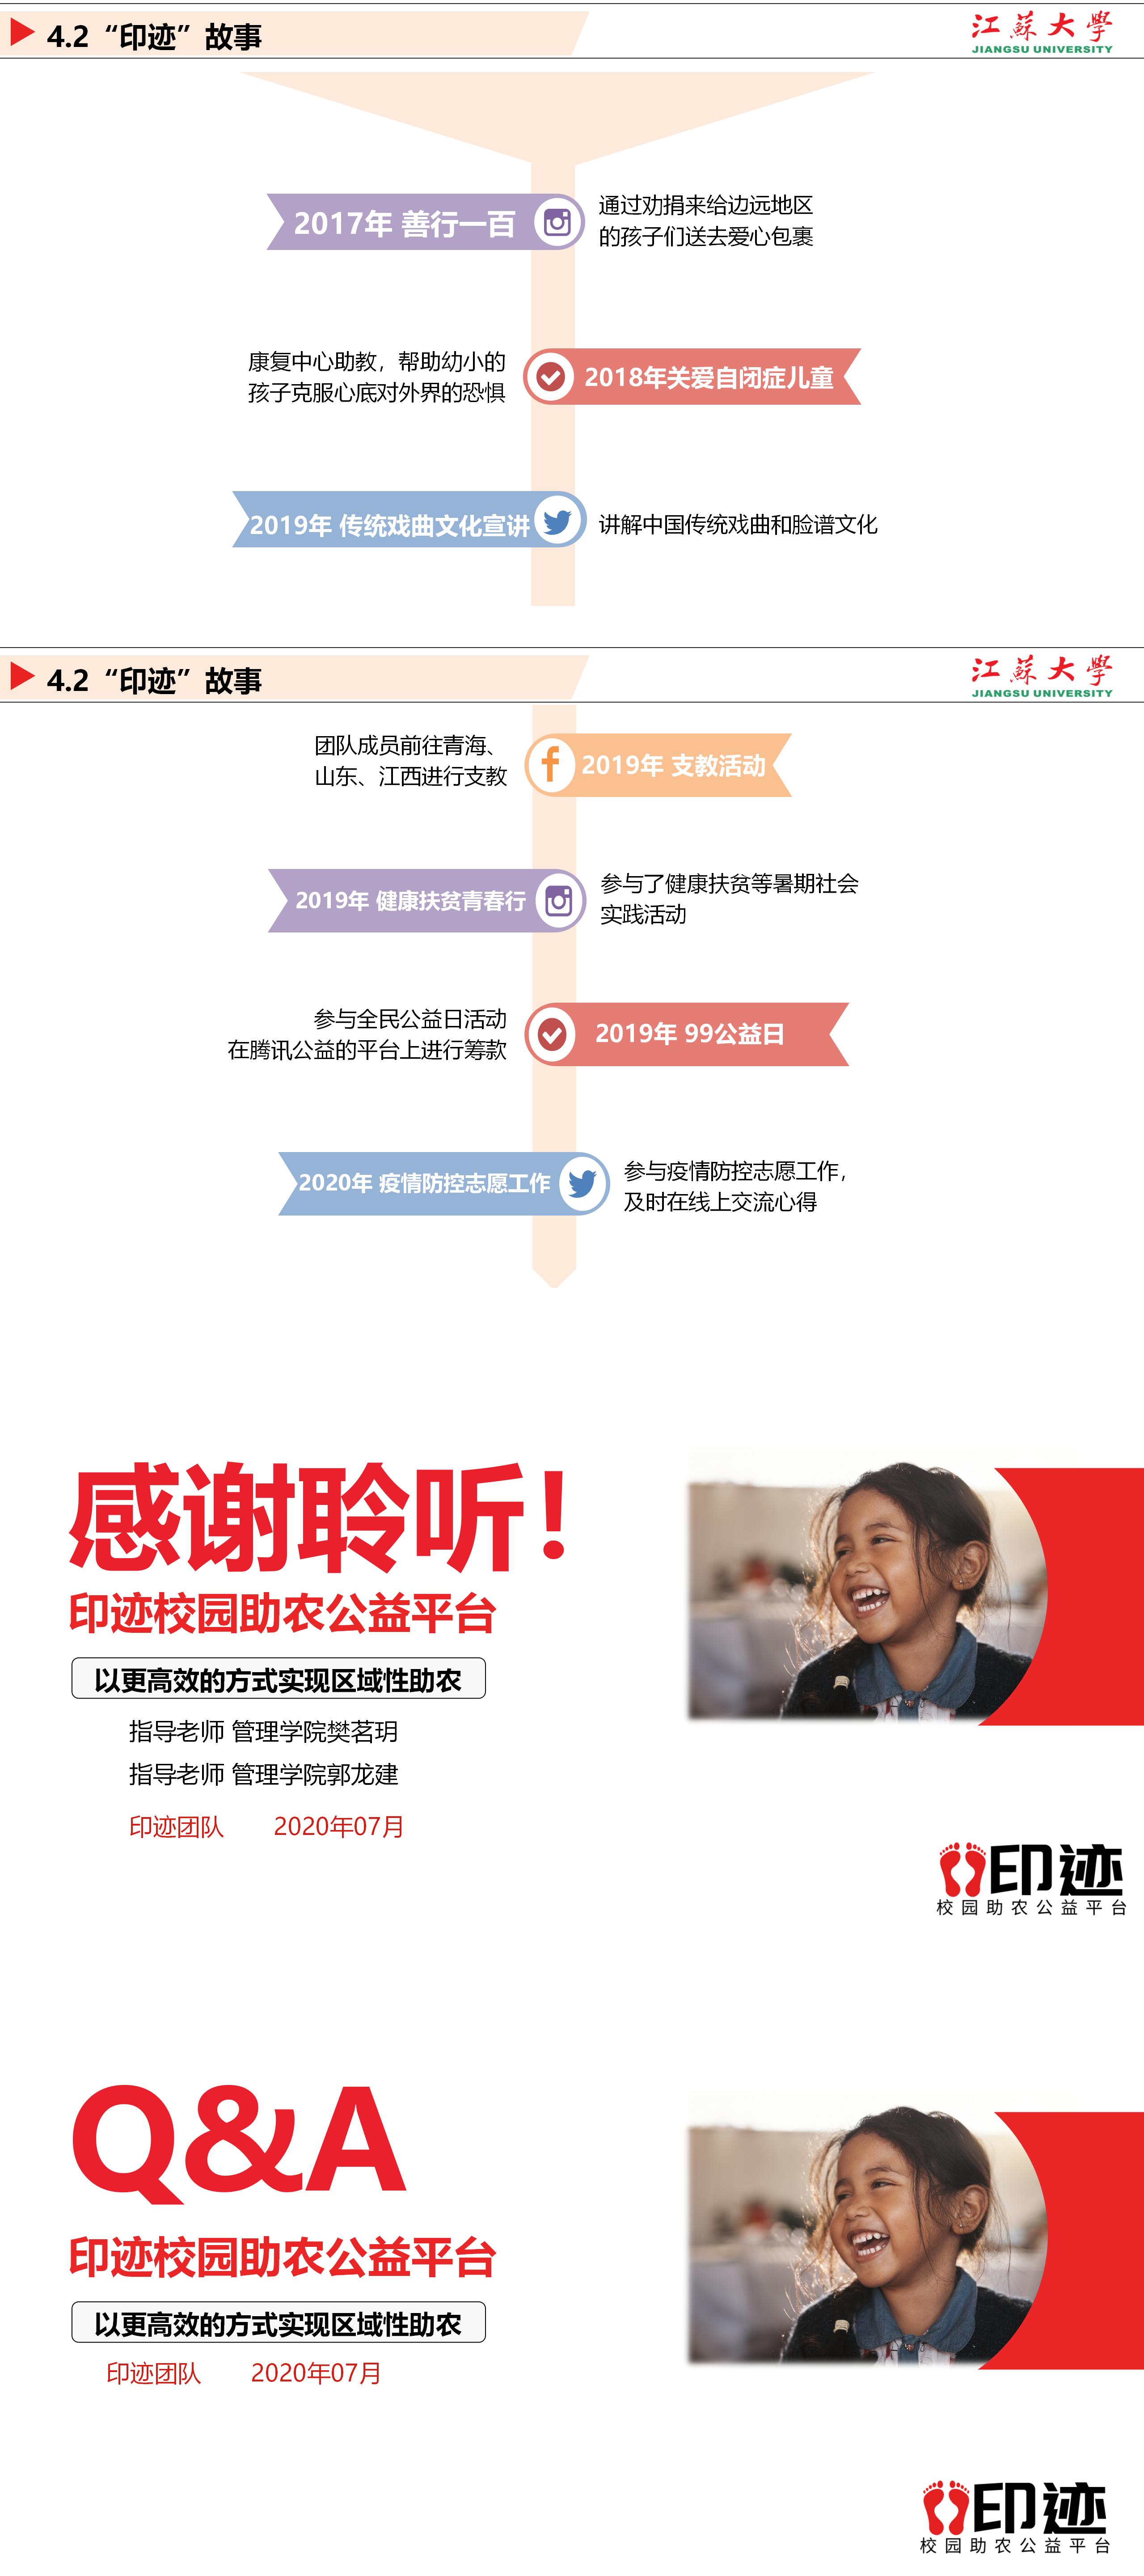 4.2 “印迹”故事
江苏大学
JIANGSU UNIVERSITY
2017年 善行一百
通过劝捐来给边远地区
的孩子们送去爱心包裹
康复中心助教，帮助幼小的
孩子克服心底对外界的恐惧
2018年关爱自闭症儿童
2019年 传统戏曲文化宣讲
讲解中国传统戏曲和脸谱文化
4.2 “印迹”故事
江蘇大學
JIANGSU UNIVERSITY
团队成员前往青海、
山东、江西进行支教
2019年 支教活动
2019年 健康扶贫青春行
参与了健康扶贫等暑期社会
实践活动
参与全民公益日活动
在腾讯公益的平台上进行筹款
2019年 99公益日
2020年 疫情防控志愿工作
参与疫情防控志愿工作，
及时在线上交流心得
感谢聆听！
印迹校园助农公益平台
以更高效的方式实现区域性助农
指导老师 管理学院樊茗玥
指导老师 管理学院郭龙建
印迹团队 2020年07月
印迹
校园助农公益平台
Q&A
印迹校园助农公益平台
以更高效的方式实现区域性助农
印迹团队 2020年07月
印迹
校园助农公益平台